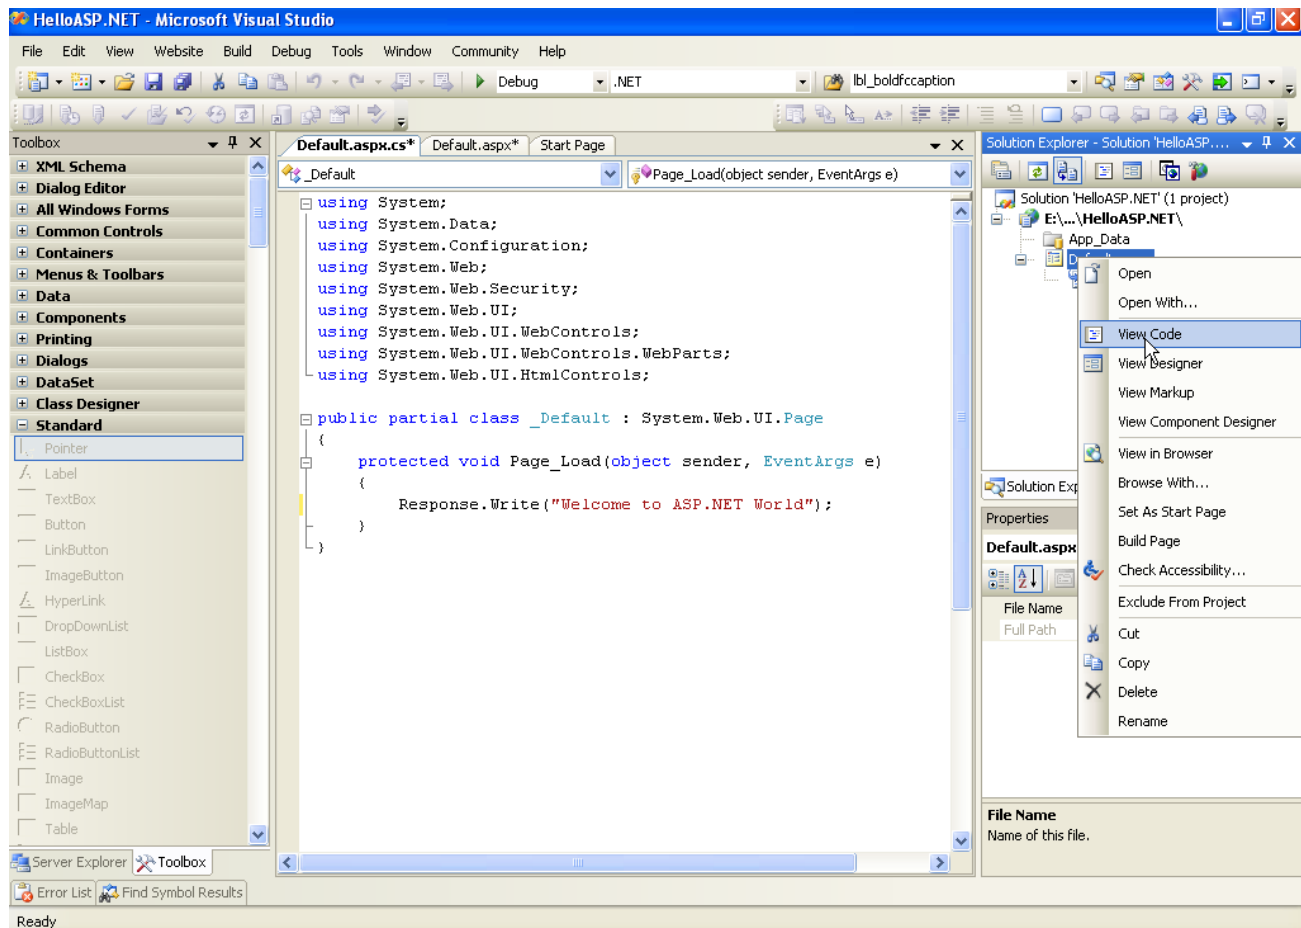 HelloASP.NET - Microsoft Visual Studio
File Edit View Website Build Debug Tools Window Community Help
Debug .NET lbl_boldfccaption
Toolbox
XML Schema
Dialog Editor
All Windows Forms
Common Controls
Containers
Menus & Toolbars
Data
Components
Printing
Dialogs
DataSet
Class Designer
Standard
Pointer
Label
TextBox
Button
LinkButton
ImageButton
HyperLink
DropDownList
ListBox
CheckBox
CheckBoxList
RadioButton
RadioButtonList
Image
ImageMap
Table
Server Explorer Toolbox
Error List Find Symbol Results
Ready
Default.aspx.cs* Default.aspx* Start Page
_Default Page_Load(object sender, EventArgs e)
using System;
using System.Data;
using System.Configuration;
using System.Web;
using System.Web.Security;
using System.Web.UI;
using System.Web.UI.WebControls;
using System.Web.UI.WebControls.WebParts;
using System.Web.UI.HtmlControls;
public partial class _Default : System.Web.UI.Page
{
protected void Page_Load(object sender, EventArgs e)
{
Response.Write("Welcome to ASP.NET World");
}
}
Solution Explorer - Solution 'HelloASP....
Solution 'HelloASP.NET' (1 project)
E:\...\HelloASP.NET\
App_Data
Open
Open With...
View Code
View Designer
View Markup
View Component Designer
View in Browser
Browse With...
Set As Start Page
Build Page
Check Accessibility...
Exclude From Project
Cut
Copy
Delete
Rename
Solution Exp
Properties
Default.aspx
File Name
Full Path
File Name
Name of this file.